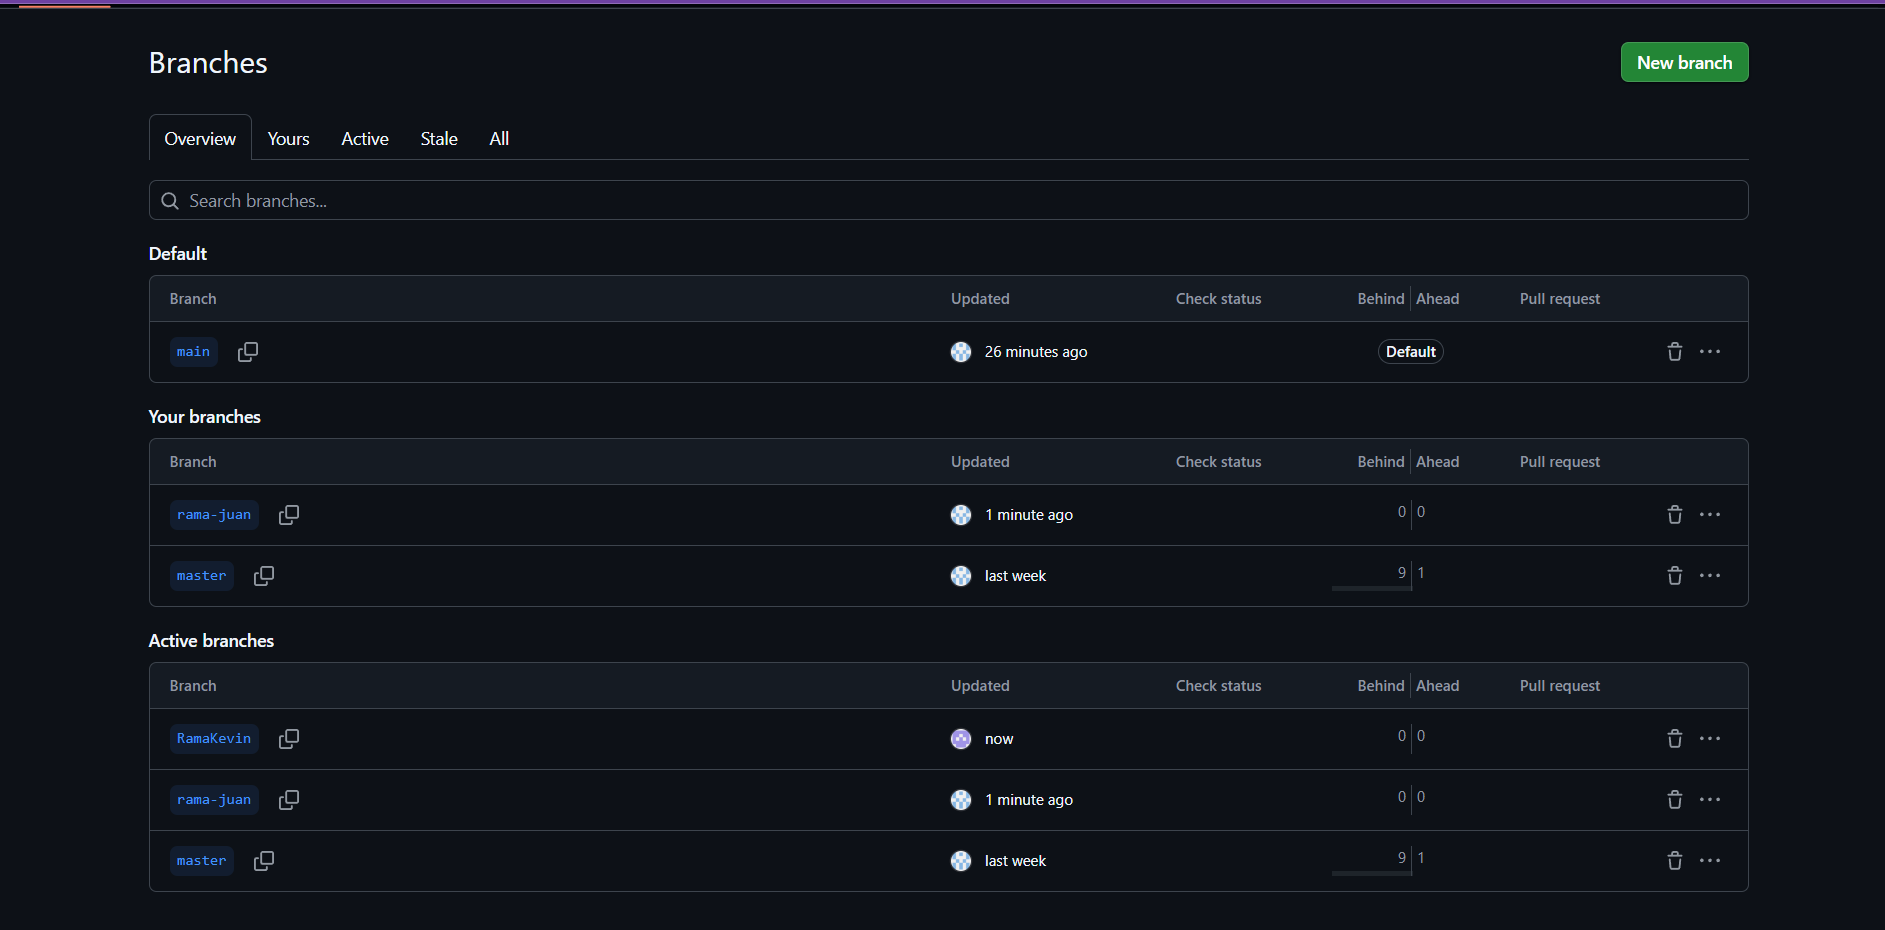 Branches
New branch
Overview Yours Active Stale All
Search branches...
Default
Branch Updated Check status Behind Ahead Pull request
main 26 minutes ago Default
Your branches
Branch Updated Check status Behind Ahead Pull request
rama-juan 1 minute ago 0 0
master last week 9 1
Active branches
Branch Updated Check status Behind Ahead Pull request
RamaKevin now 0 0
rama-juan 1 minute ago 0 0
master last week 9 1